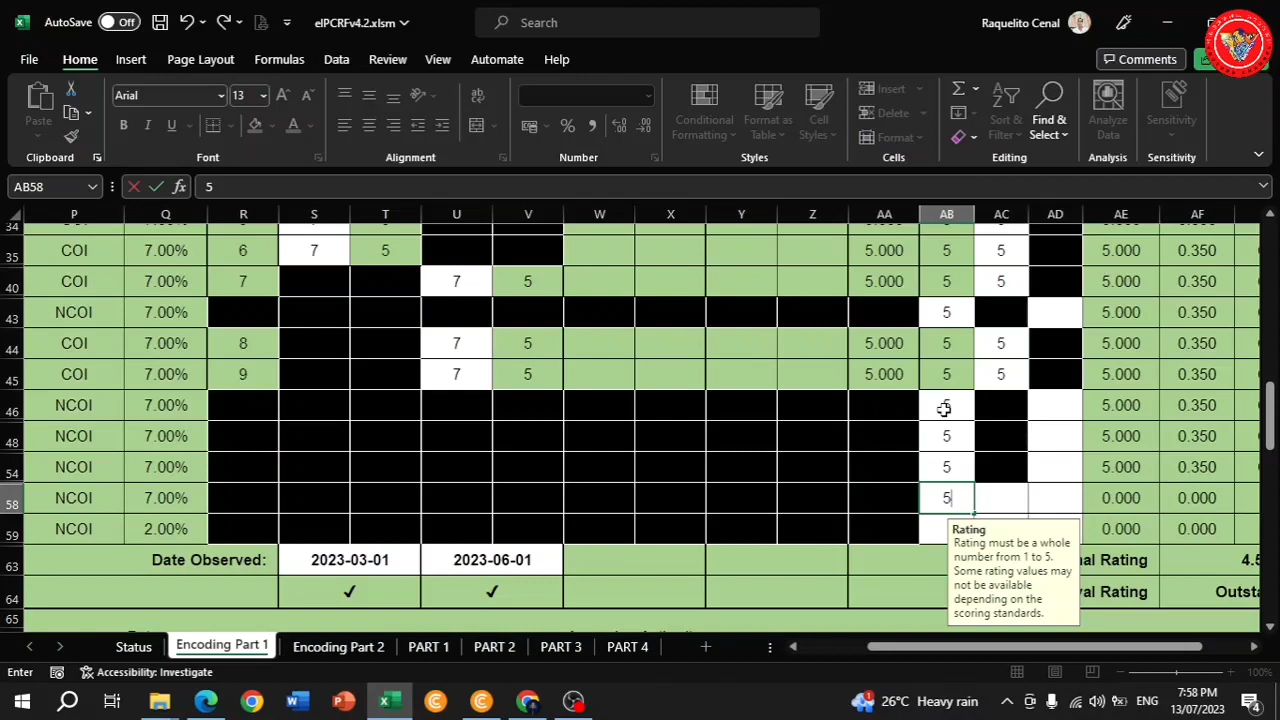 AutoSave Off eIPCRFv4.2.xlsm Search Raquelito Cenal
File Home Insert Page Layout Formulas Data Review View Automate Help Comments
Paste Arial 13 Insert Delete Format
B I U A
Conditional Formatting Format as Table Cell Styles Sort & Filter Find & Select Analyze Data Sensitivity
Clipboard Font Alignment Number Styles Cells Editing Analysis Sensitivity
AB58 fx 5
P Q R S T U V W X Y Z AA AB AC AD AE AF
34
35 COI 7.00% 6 7 5 5.000 5 5 5.000 0.350
40 COI 7.00% 7 7 5 5.000 5 5 5.000 0.350
43 NCOI 7.00% 5 5.000 0.350
44 COI 7.00% 8 7 5 5.000 5 5 5.000 0.350
45 COI 7.00% 9 7 5 5.000 5 5 5.000 0.350
46 NCOI 7.00% 5 5.000 0.350
48 NCOI 7.00% 5 5.000 0.350
54 NCOI 7.00% 5 5.000 0.350
58 NCOI 7.00% 5 0.000 0.000
59 NCOI 2.00% 0.000 0.000
Rating
Rating must be a whole
number from 1 to 5.
Some rating values may
not be available
depending on the
scoring standards.
63 Date Observed: 2023-03-01 2023-06-01 nal Rating 4.5
64 ✓ ✓ val Rating Outsta
65
Status Encoding Part 1 Encoding Part 2 PART 1 PART 2 PART 3 PART 4
Enter Accessibility: Investigate 100%
1 26°C Heavy rain ENG 7:58 PM 13/07/2023 4